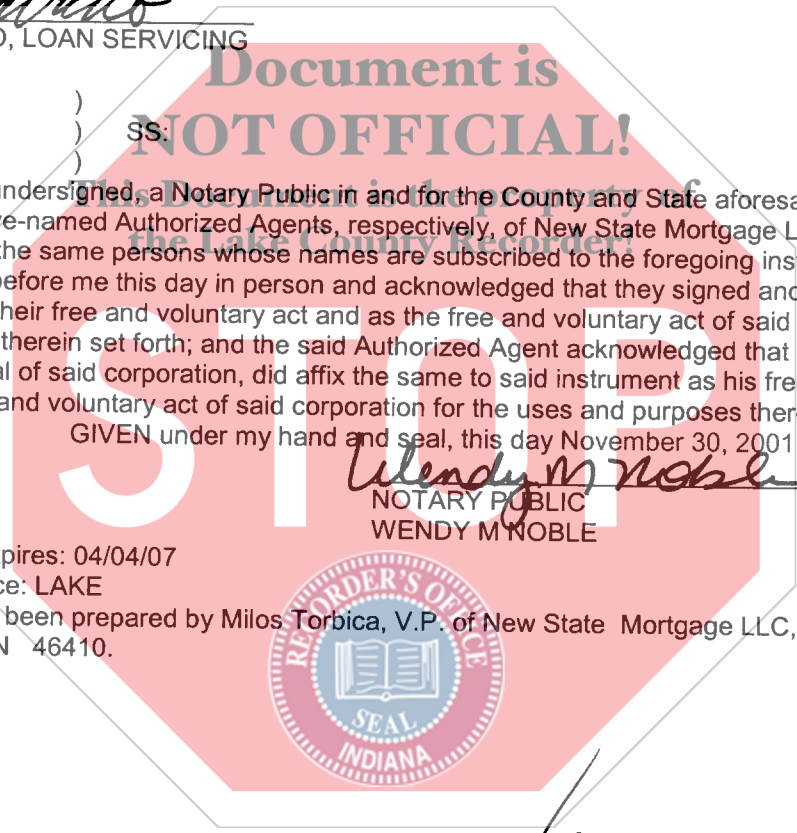 , LOAN SERVICING
Document is
)
) SS:
NOT OFFICIAL!
)
undersigned, a Notary Public in and for the County and State aforesa
This Document is the property of
e-named Authorized Agents, respectively, of New State Mortgage L
the Lake County Recorder!
the same persons whose names are subscribed to the foregoing ins
before me this day in person and acknowledged that they signed and
heir free and voluntary act and as the free and voluntary act of said
therein set forth; and the said Authorized Agent acknowledged that
al of said corporation, did affix the same to said instrument as his fre
and voluntary act of said corporation for the uses and purposes ther
STOP
GIVEN under my hand and seal, this day November 30, 2001
Wendy M Noble
NOTARY PUBLIC
WENDY M NOBLE
pires: 04/04/07
ce: LAKE
been prepared by Milos Torbica, V.P. of New State Mortgage LLC,
N 46410.
RECORDER'S OFFICE
SEAL
INDIANA